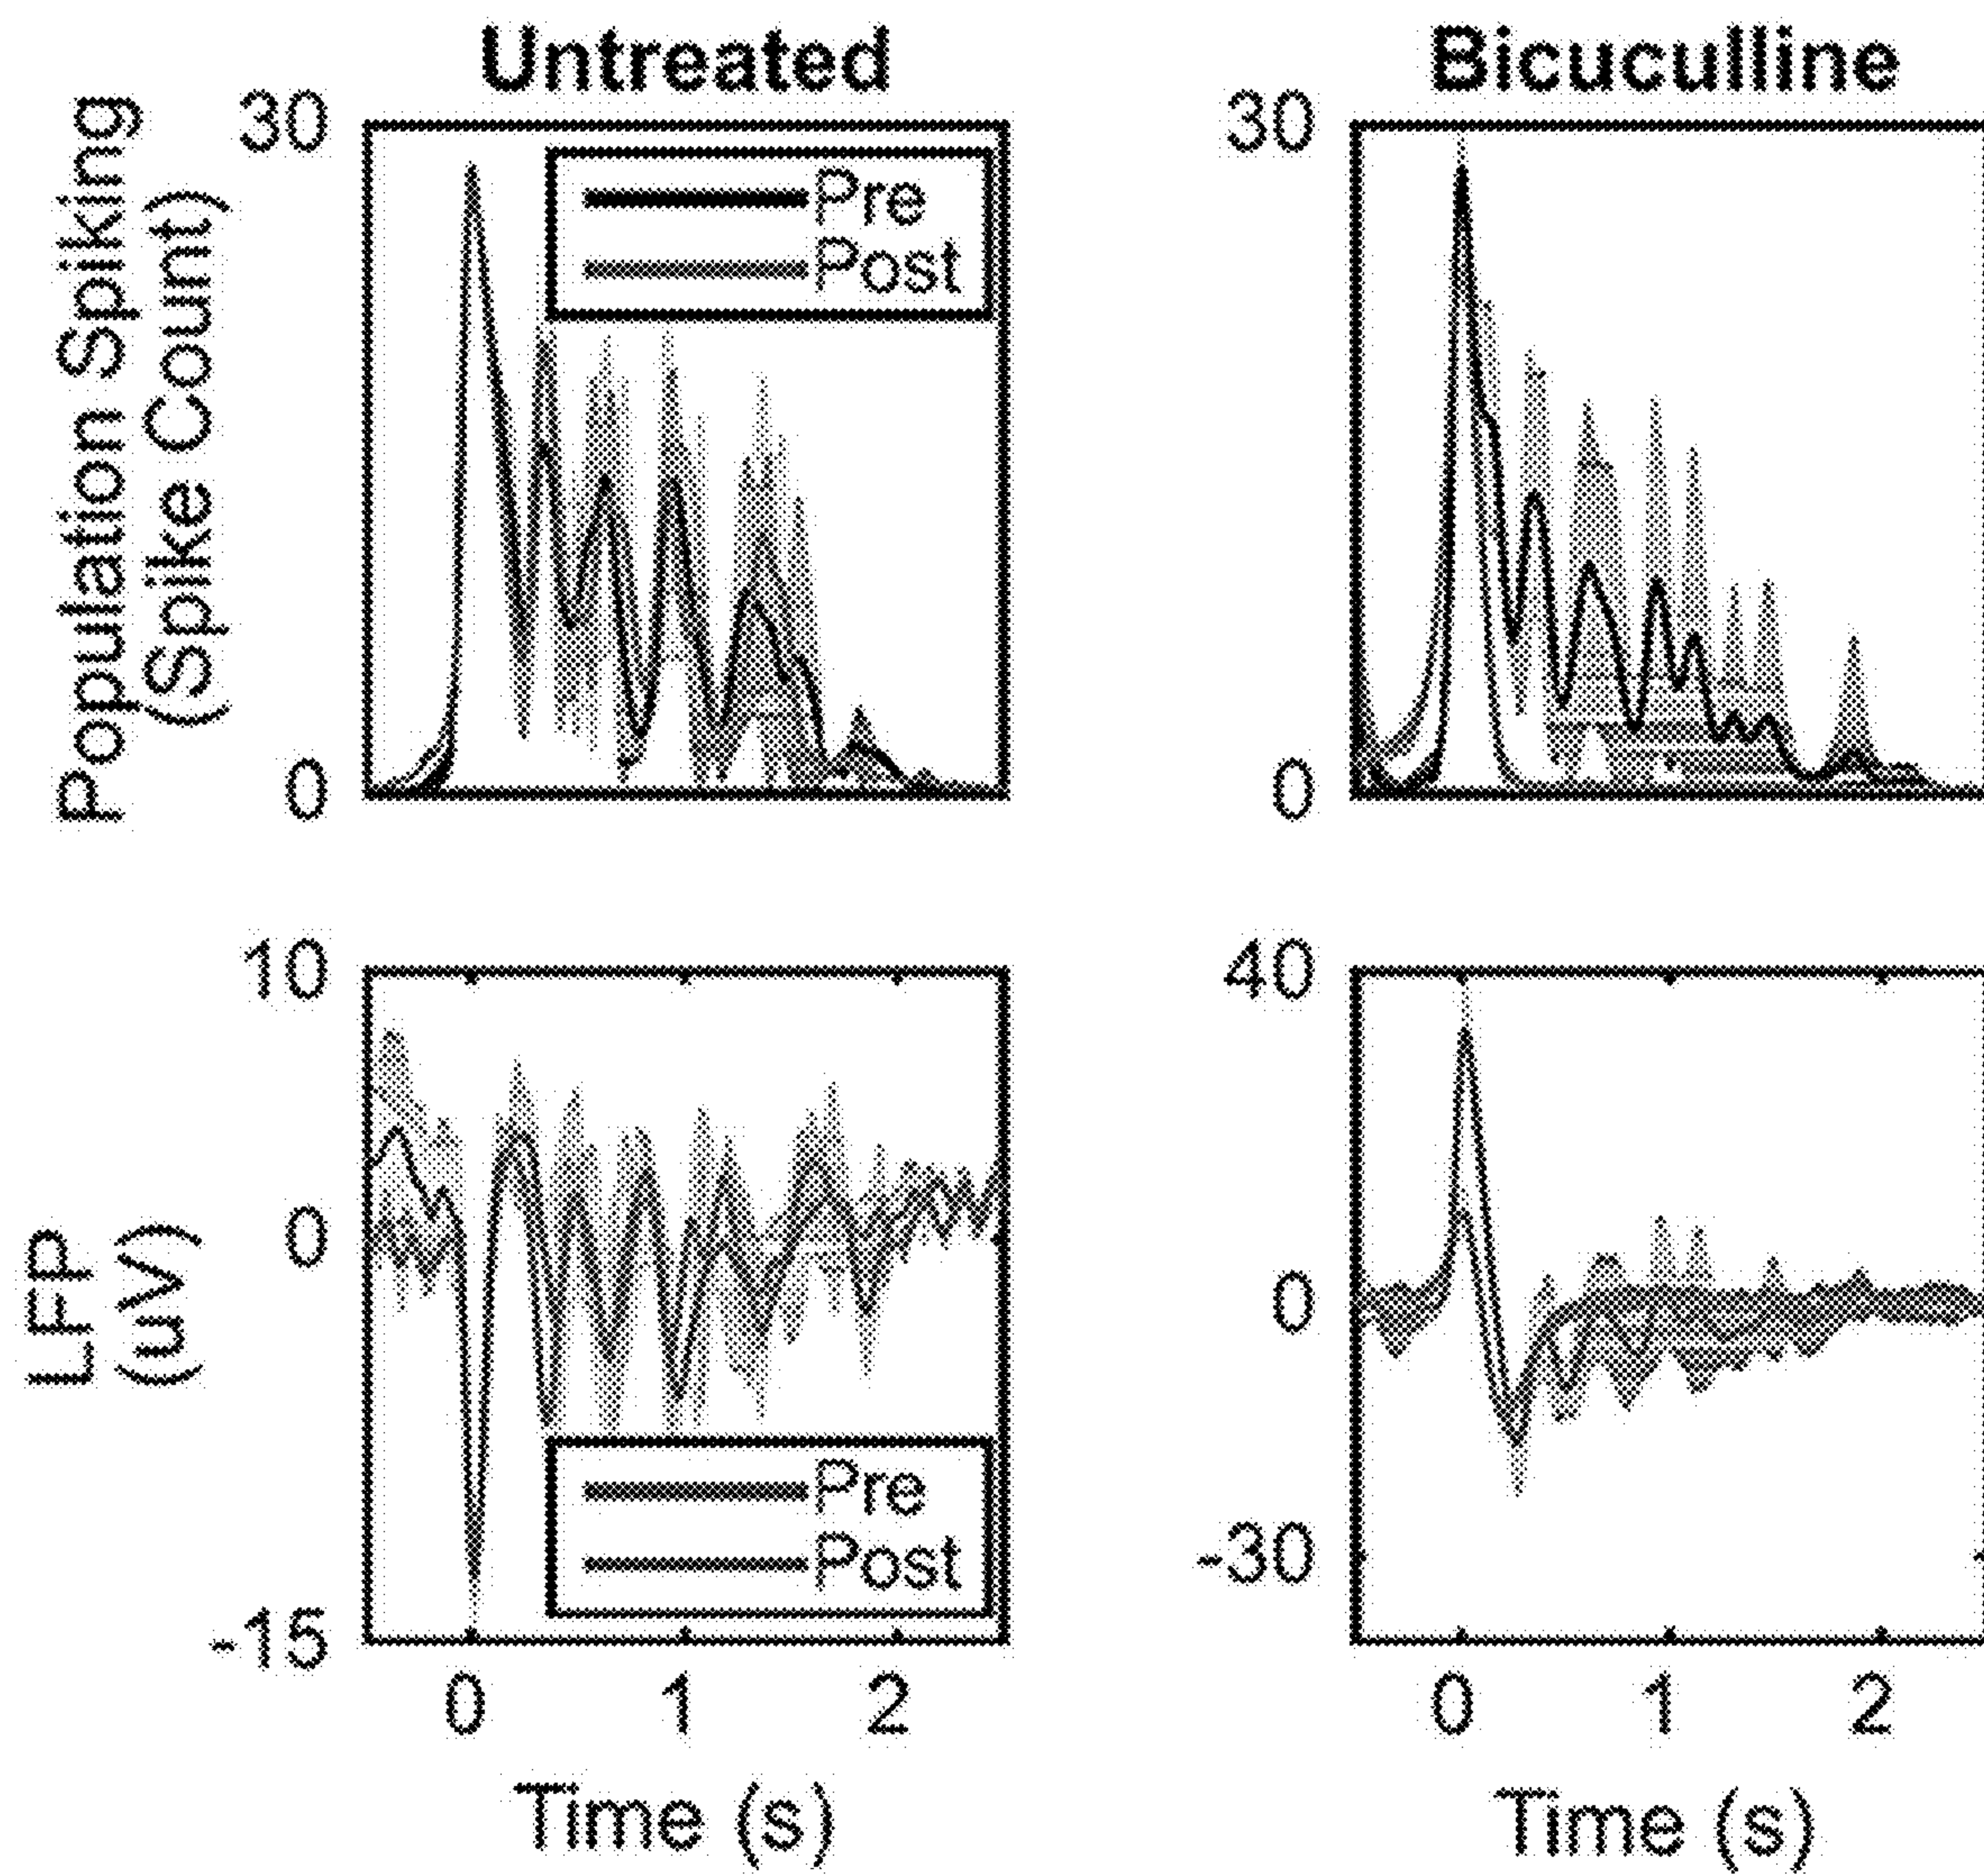 Untreated
Bicuculline
Population Spiking
(Spike Count)
30
0
Pre
Post
30
0
LFP
(uV)
10
0
-15
Pre
Post
0 1 2
Time (s)
40
0
-30
0 1 2
Time (s)